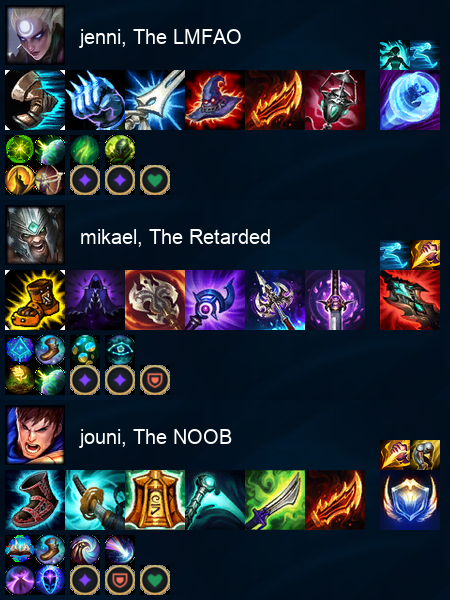 jenni, The LMFAO
mikael, The Retarded
jouni, The NOOB